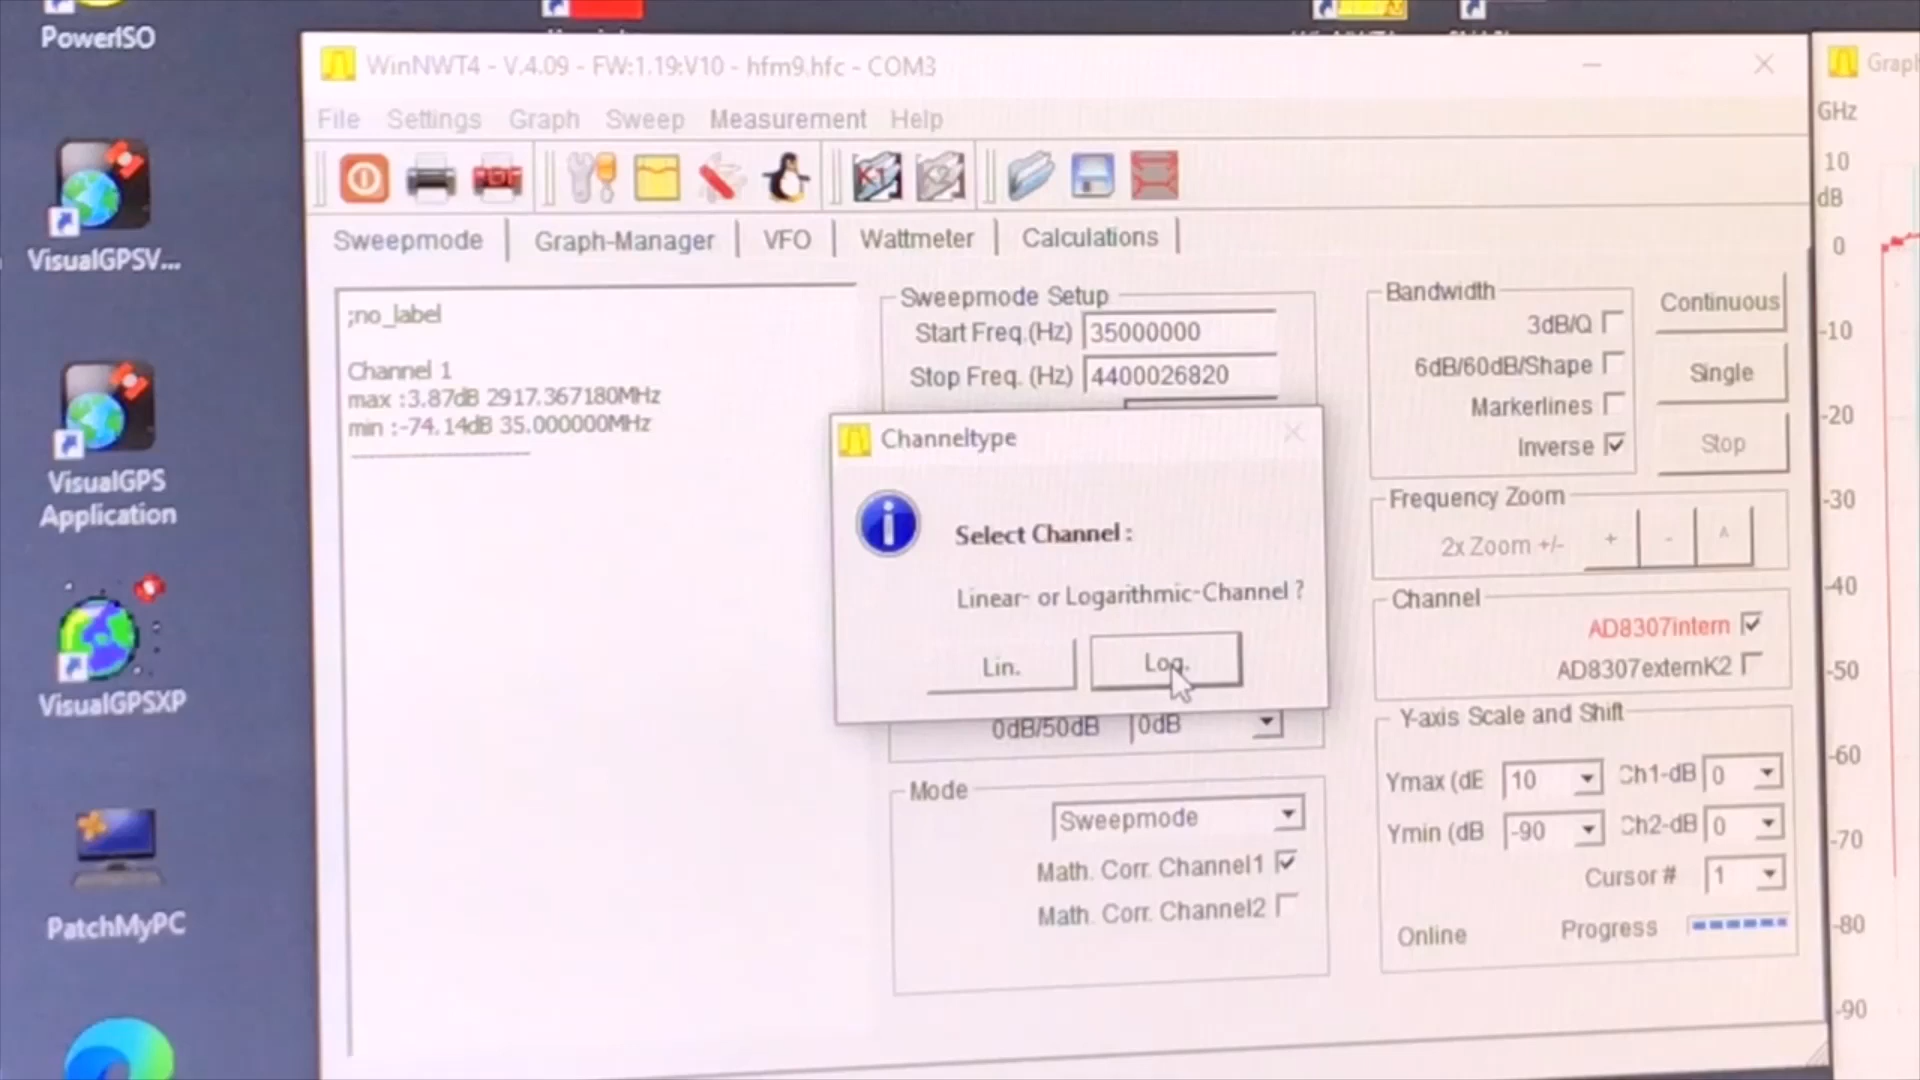 PowerISO
VisualGPSV...
VisualGPS
Application
VisualGPSXP
PatchMyPC
WinNWT4 - V.4.09 - FW:1.19:V10 - hfm9.hfc - COM3
File Settings Graph Sweep Measurement Help
Sweepmode Graph-Manager VFO Wattmeter Calculations
;no_label
Channel 1
max :3.87dB 2917.367180MHz
min :-74.14dB 35.000000MHz
Sweepmode Setup
Start Freq.(Hz) 35000000
Stop Freq. (Hz) 4400026820
Channeltype
Select Channel :
Linear- or Logarithmic-Channel ?
Lin. Log.
0dB/50dB 0dB
Mode
Sweepmode
Math. Corr. Channel1
Math. Corr. Channel2
Bandwidth
3dB/Q
6dB/60dB/Shape
Markerlines
Inverse
Continuous
Single
Stop
Frequency Zoom
2x Zoom +/- + - A
Channel
AD8307intern
AD8307externK2
Y-axis Scale and Shift
Ymax (dE 10 Ch1-dB 0
Ymin (dB -90 Ch2-dB 0
Cursor # 1
Online Progress
Graph
GHz
10
dB
0
-10
-20
-30
-40
-50
-60
-70
-80
-90